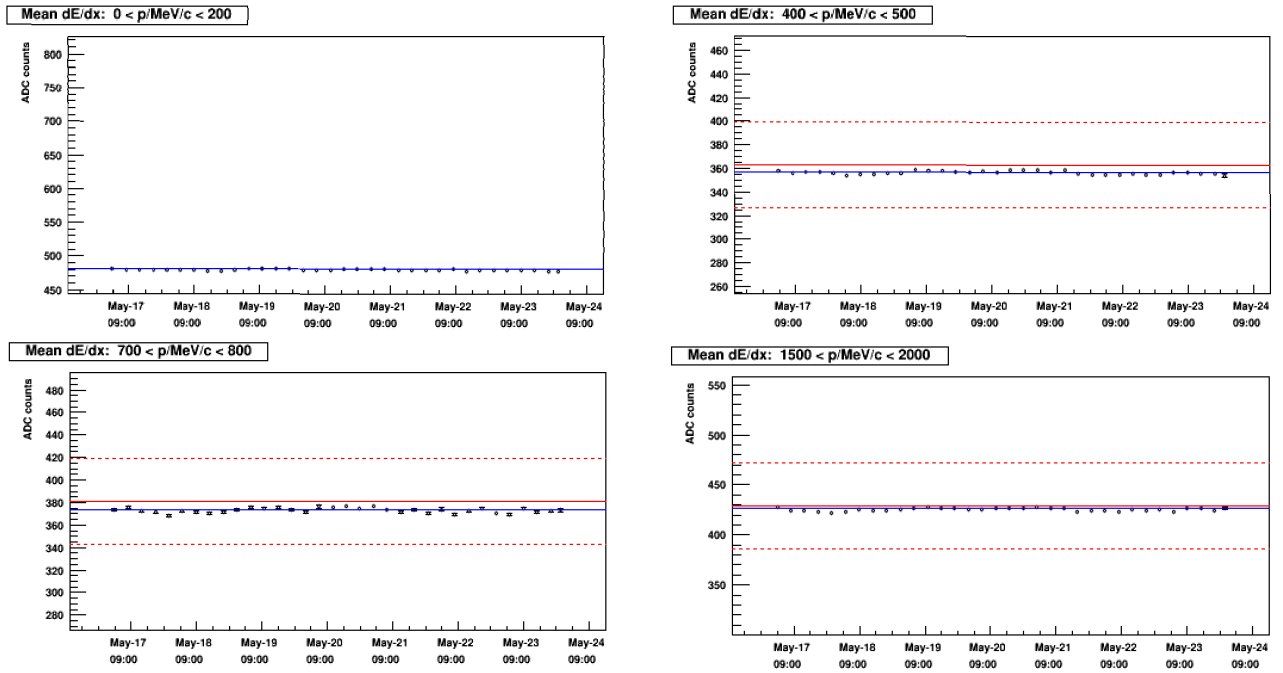 Mean dE/dx: 0 < p/MeV/c < 200
ADC counts
800
750
700
650
600
550
500
450
May-17 May-18 May-19 May-20 May-21 May-22 May-23 May-24
09:00 09:00 09:00 09:00 09:00 09:00 09:00 09:00
Mean dE/dx: 400 < p/MeV/c < 500
ADC counts
460
440
420
400
380
360
340
320
300
280
260
May-17 May-18 May-19 May-20 May-21 May-22 May-23 May-24
09:00 09:00 09:00 09:00 09:00 09:00 09:00 09:00
Mean dE/dx: 700 < p/MeV/c < 800
ADC counts
480
460
440
420
400
380
360
340
320
300
280
May-17 May-18 May-19 May-20 May-21 May-22 May-23 May-24
09:00 09:00 09:00 09:00 09:00 09:00 09:00 09:00
Mean dE/dx: 1500 < p/MeV/c < 2000
ADC counts
550
500
450
400
350
May-17 May-18 May-19 May-20 May-21 May-22 May-23 May-24
09:00 09:00 09:00 09:00 09:00 09:00 09:00 09:00